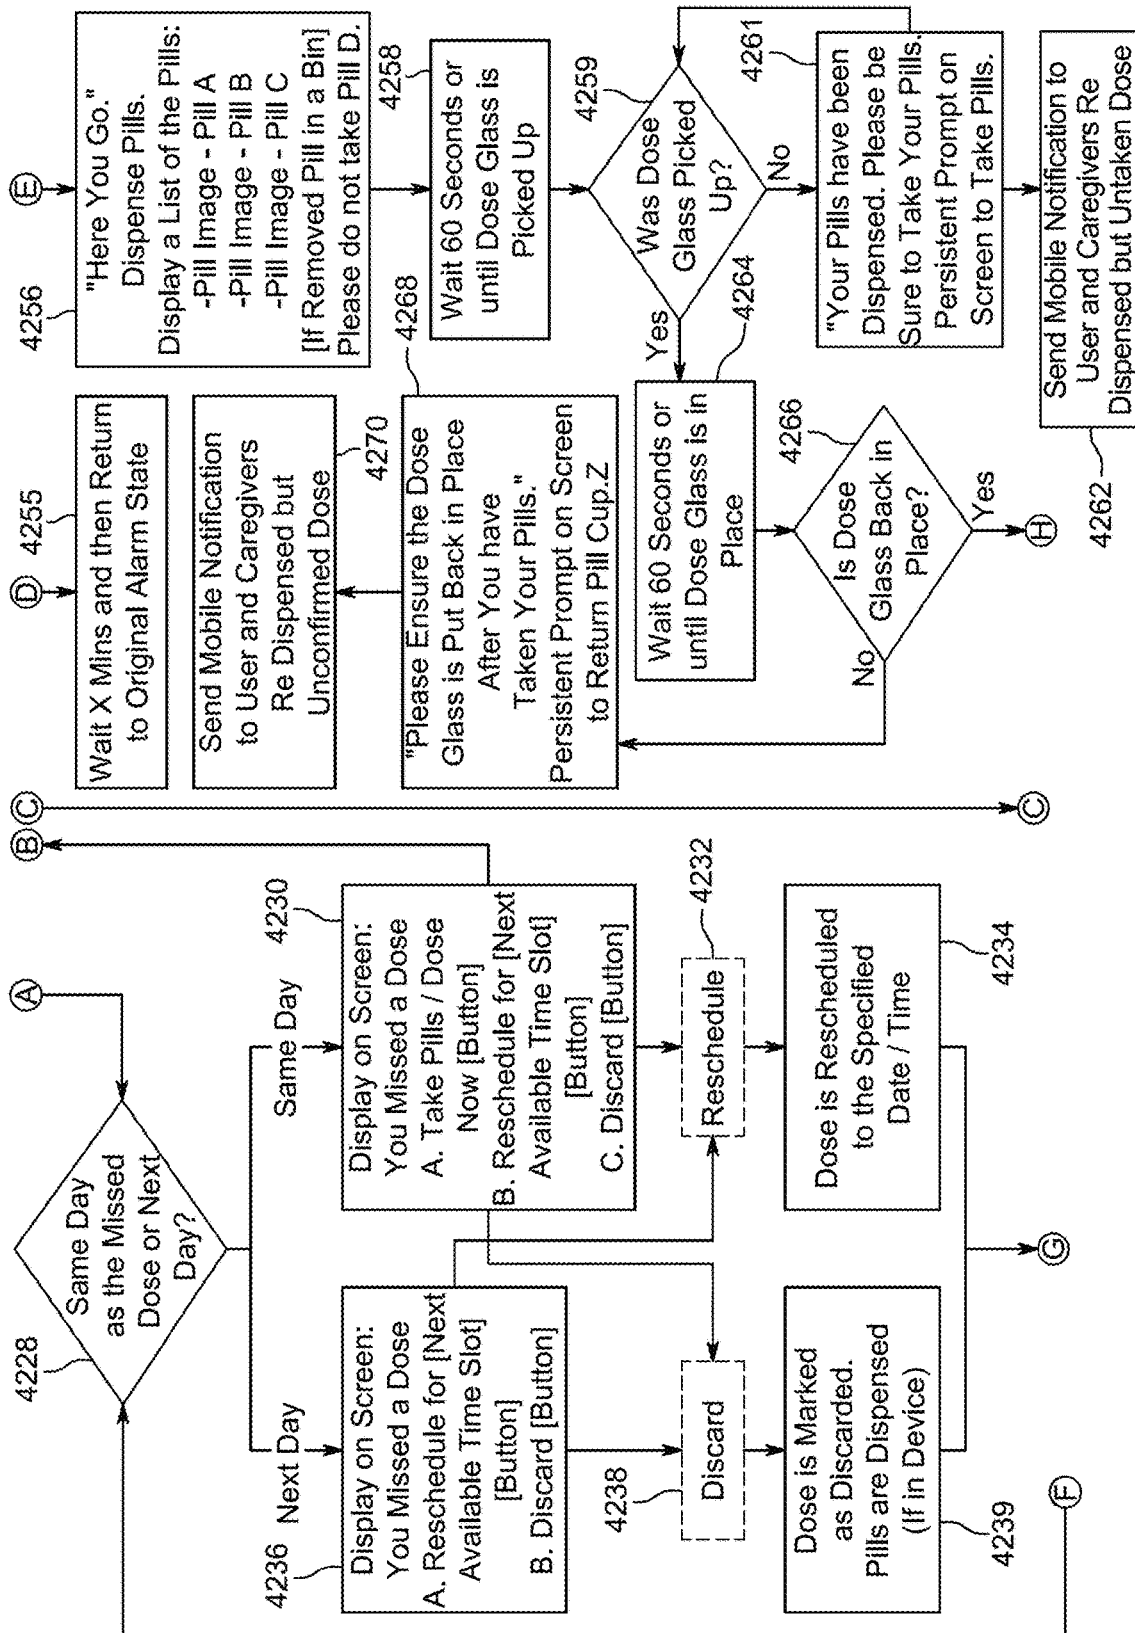 A
4228
Same Day
as the Missed
Dose or Next
Day?
Next Day
Same Day
4236
Display on Screen:
You Missed a Dose
A. Reschedule for [Next
Available Time Slot]
[Button]
B. Discard [Button]
4230
Display on Screen:
You Missed a Dose
A. Take Pills / Dose
Now [Button]
B. Reschedule for [Next
Available Time Slot]
[Button]
C. Discard [Button]
4238
Discard
4232
Reschedule
4239
Dose is Marked
as Discarded.
Pills are Dispensed
(If in Device)
4234
Dose is Rescheduled
to the Specified
Date / Time
F
G
B
C
C
D
4255
Wait X Mins and then Return
to Original Alarm State
4270
Send Mobile Notification
to User and Caregivers
Re Dispensed but
Unconfirmed Dose
4268
"Please Ensure the Dose
Glass is Put Back in Place
After You have
Taken Your Pills."
Persistent Prompt on Screen
to Return Pill Cup.Z
4264
Wait 60 Seconds or
until Dose Glass is in
Place
4266
Is Dose
Glass Back in
Place?
No
Yes
H
E
4256
"Here You Go."
Dispense Pills.
Display a List of the Pills:
-Pill Image - Pill A
-Pill Image - Pill B
-Pill Image - Pill C
[If Removed Pill in a Bin]
Please do not take Pill D.
4258
Wait 60 Seconds or
until Dose Glass is
Picked Up
4259
Was Dose
Glass Picked
Up?
Yes
No
4261
"Your Pills have been
Dispensed. Please be
Sure to Take Your Pills.
Persistent Prompt on
Screen to Take Pills.
4262
Send Mobile Notification to
User and Caregivers Re
Dispensed but Untaken Dose